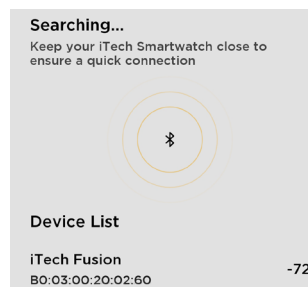 Searching...
Keep your iTech Smartwatch close to
ensure a quick connection
Device List
iTech Fusion
-72
B0:03:00:20:02:60